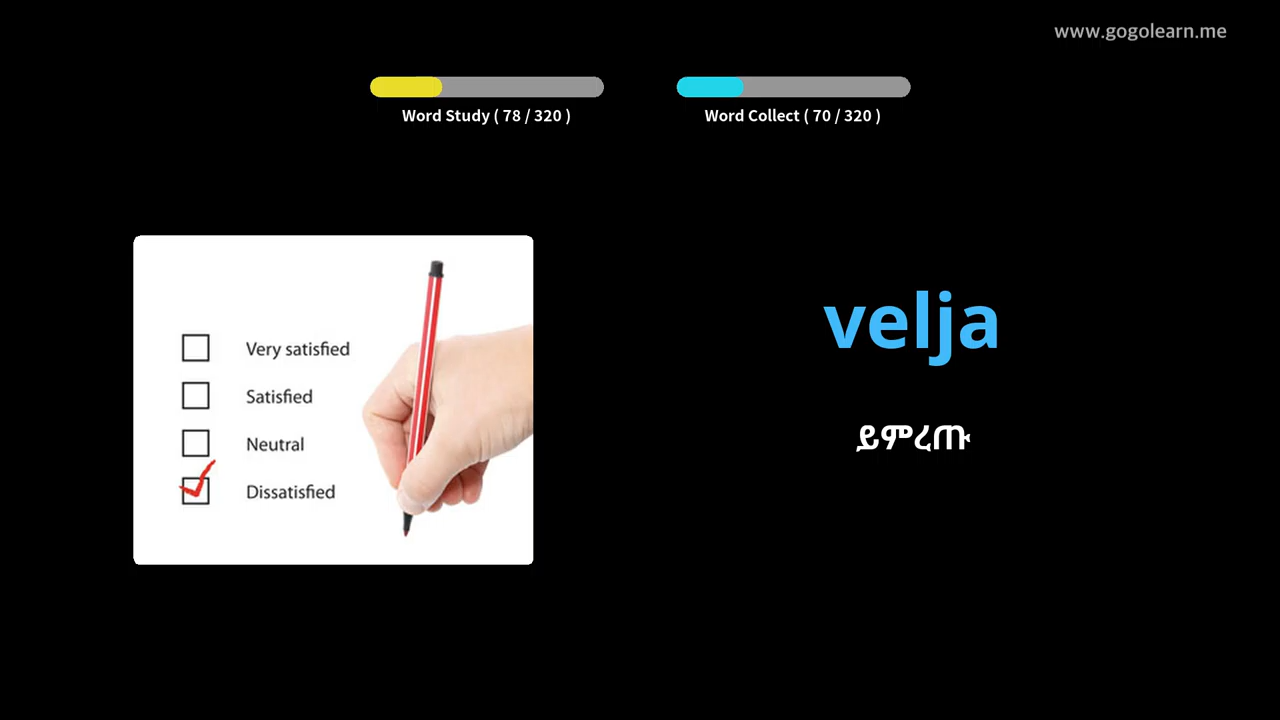 www.gogolearn.me
Word Study ( 78 / 320 )
Word Collect ( 70 / 320 )
Very satisfied
Satisfied
Neutral
Dissatisfied
velja
ይምረጡ